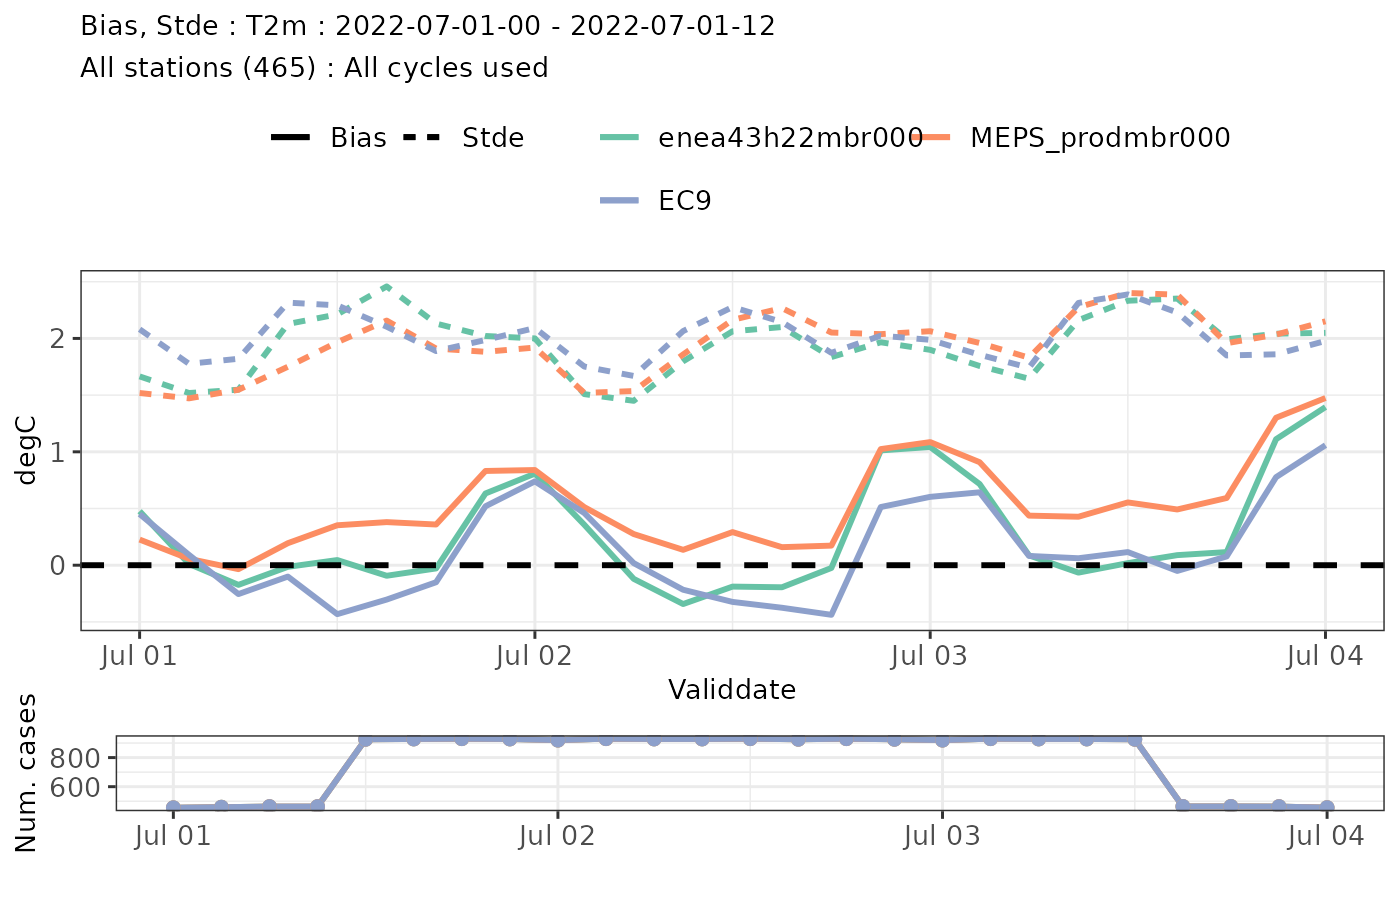 Bias, Stde : T2m : 2022-07-01-00 - 2022-07-01-12
All stations (465) : All cycles used
Bias Stde enea43h22mbr000 MEPS_prodmbr000
EC9
degC
2
1
0
Jul 01 Jul 02 Jul 03 Jul 04
Validdate
Num. cases
800
600
Jul 01 Jul 02 Jul 03 Jul 04